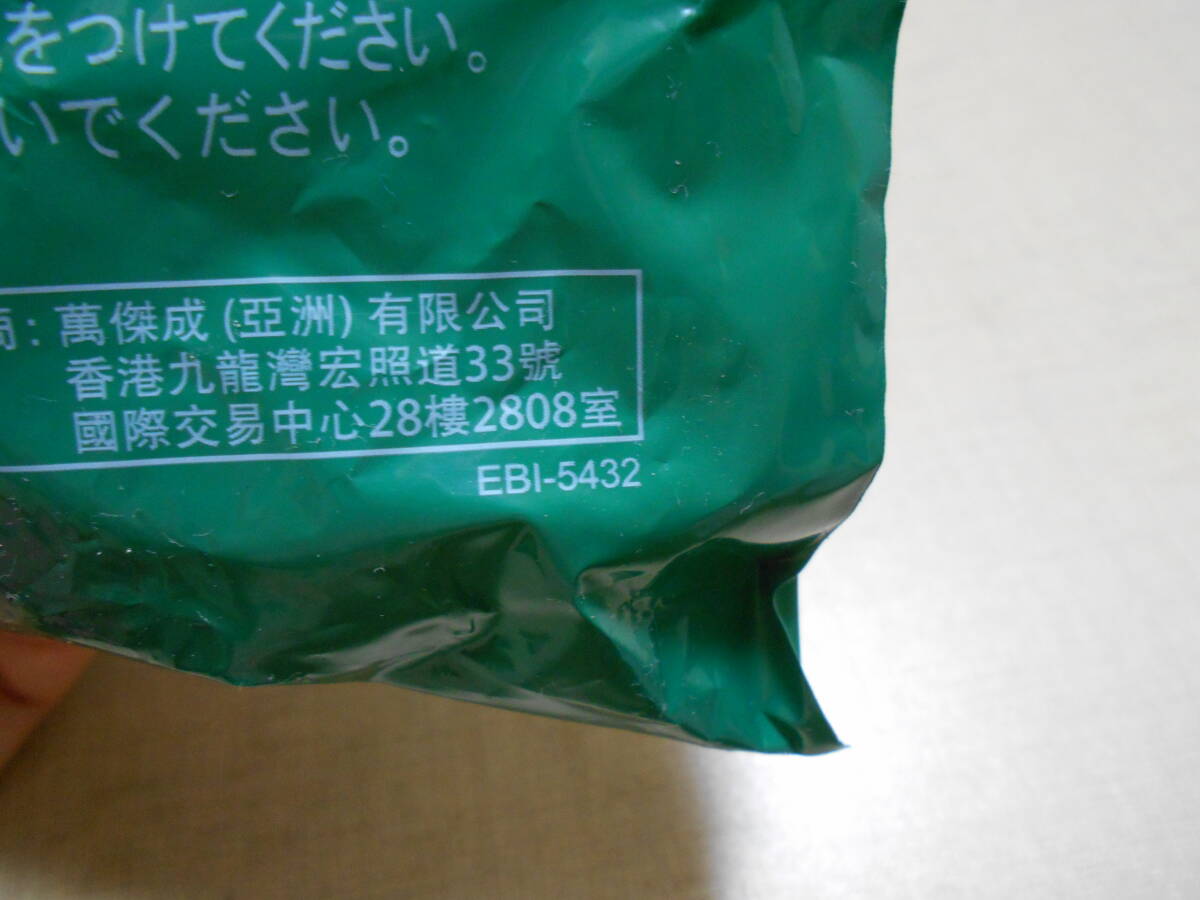 をつけてください。
いでください。
商: 萬傑成 (亞洲) 有限公司
香港九龍灣宏照道33號
國際交易中心28樓2808室
EBI-5432